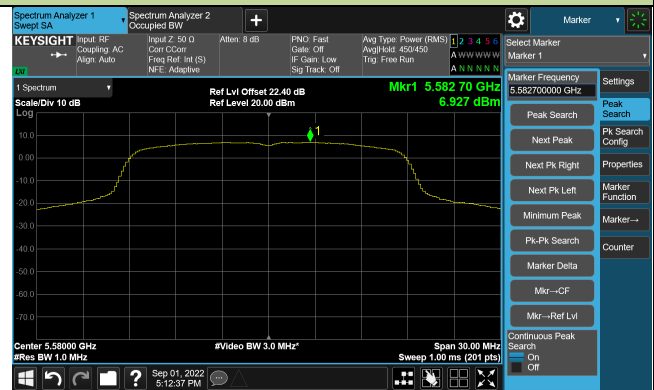 Spectrum Analyzer 1
Swept SA
Spectrum Analyzer 2
Occupied BW
+
Marker
KEYSIGHT
Input: RF
Coupling: AC
Align: Auto
Input Z: 50 Ω
Corr CCorr
Freq Ref: Int (S)
NFE: Adaptive
Atten: 8 dB
PNO: Fast
Gate: Off
IF Gain: Low
Sig Track: Off
Avg Type: Power (RMS)
Avg|Hold: 450/450
Trig: Free Run
1 2 3 4 5 6
A W W W W W
A N N N N N
LXI
Select Marker
Marker 1
1 Spectrum
Scale/Div 10 dB
Log
Ref Lvl Offset 22.40 dB
Ref Level 20.00 dBm
Mkr1 5.582 70 GHz
6.927 dBm
10.0
0.00
-10.0
-20.0
-30.0
-40.0
-50.0
-60.0
-70.0
1
Center 5.58000 GHz
#Res BW 1.0 MHz
#Video BW 3.0 MHz*
Span 30.00 MHz
Sweep 1.00 ms (201 pts)
Marker Frequency
5.582700000 GHz
Peak Search
Next Peak
Next Pk Right
Next Pk Left
Minimum Peak
Pk-Pk Search
Marker Delta
Mkr→CF
Mkr→Ref Lvl
Continuous Peak
Search
On
Off
Settings
Peak
Search
Pk Search
Config
Properties
Marker
Function
Marker→
Counter
?
Sep 01, 2022
5:12:37 PM